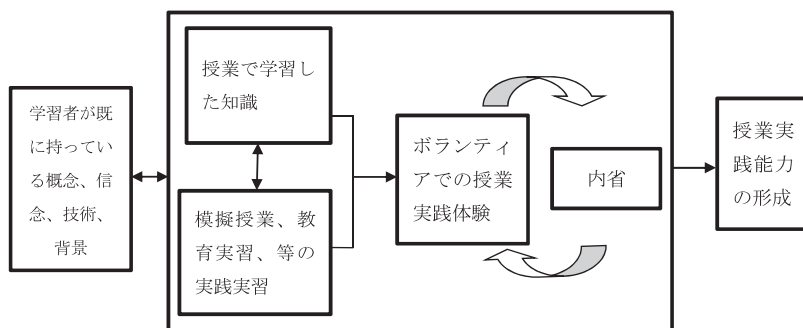 学習者が既
に持ってい
る概念、信
念、技術、
背景
授業で学習し
た知識
模擬授業、教
育実習、等の
実践実習
ボランティ
アでの授業
実践体験
内省
授業実
践能力
の形成